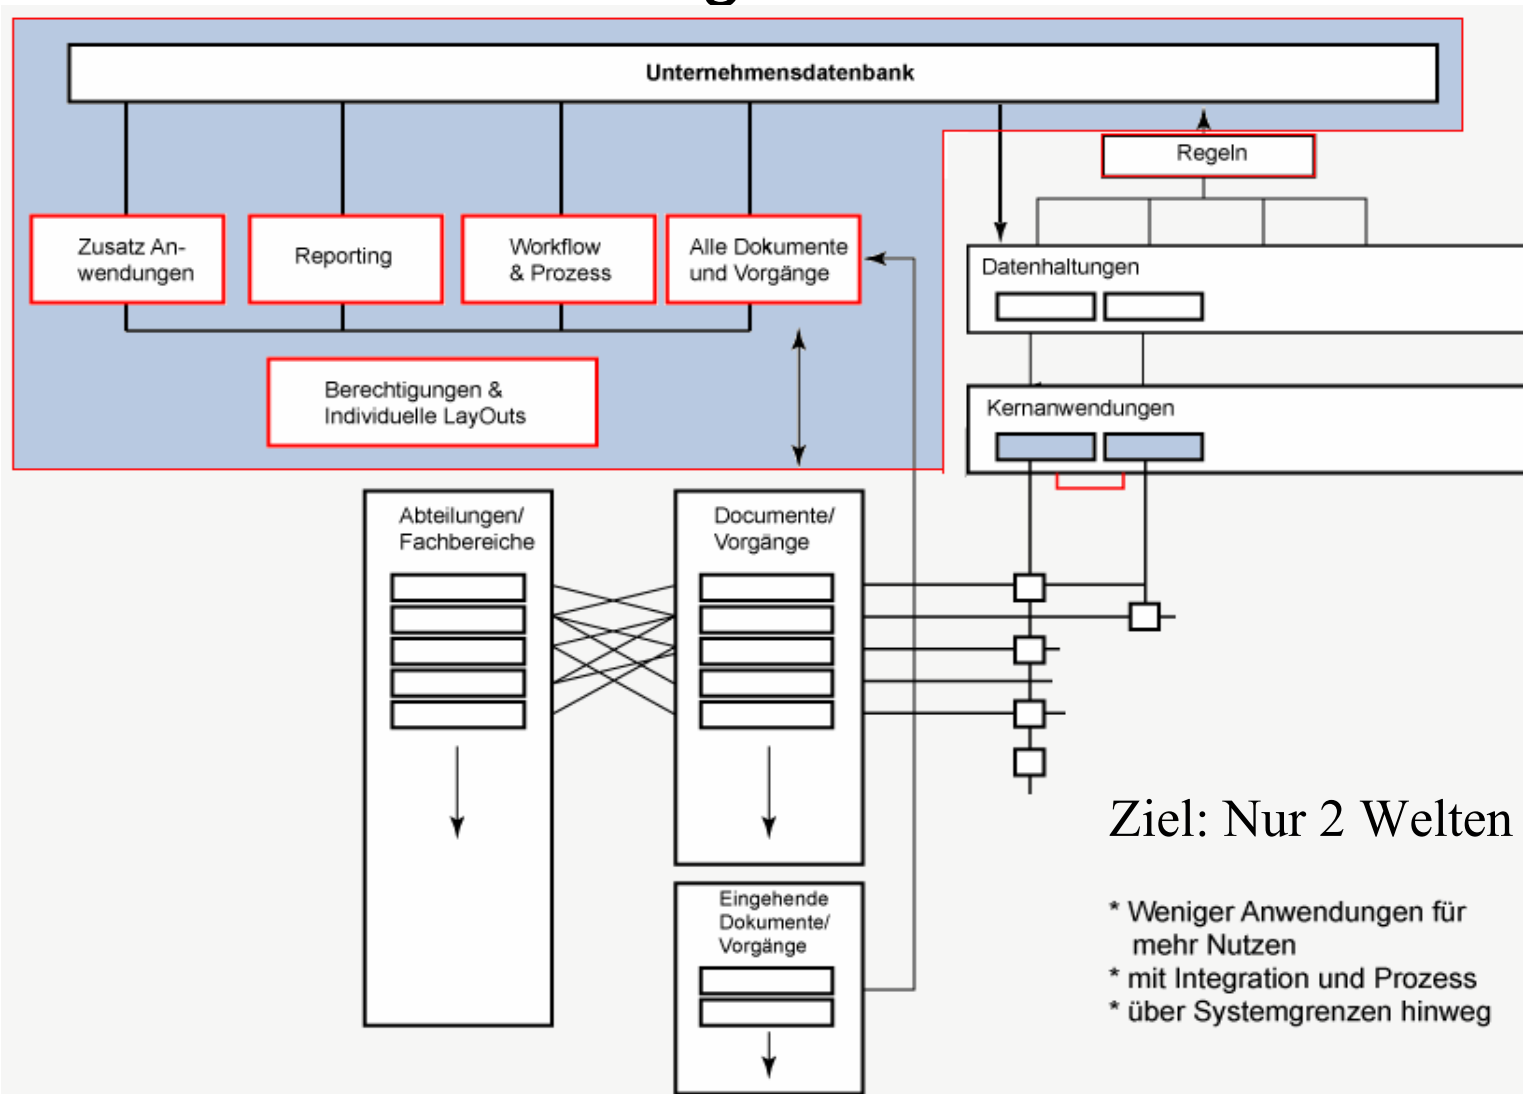 Unternehmensdatenbank
Regeln
Zusatz An-
wendungen
Reporting
Workflow
& Prozess
Alle Dokumente
und Vorgänge
Datenhaltungen
Berechtigungen &
Individuelle LayOuts
Kernanwendungen
Abteilungen/
Fachbereiche
Documente/
Vorgänge
Eingehende
Dokumente/
Vorgänge
Ziel: Nur 2 Welten
* Weniger Anwendungen für
mehr Nutzen
* mit Integration und Prozess
* über Systemgrenzen hinweg